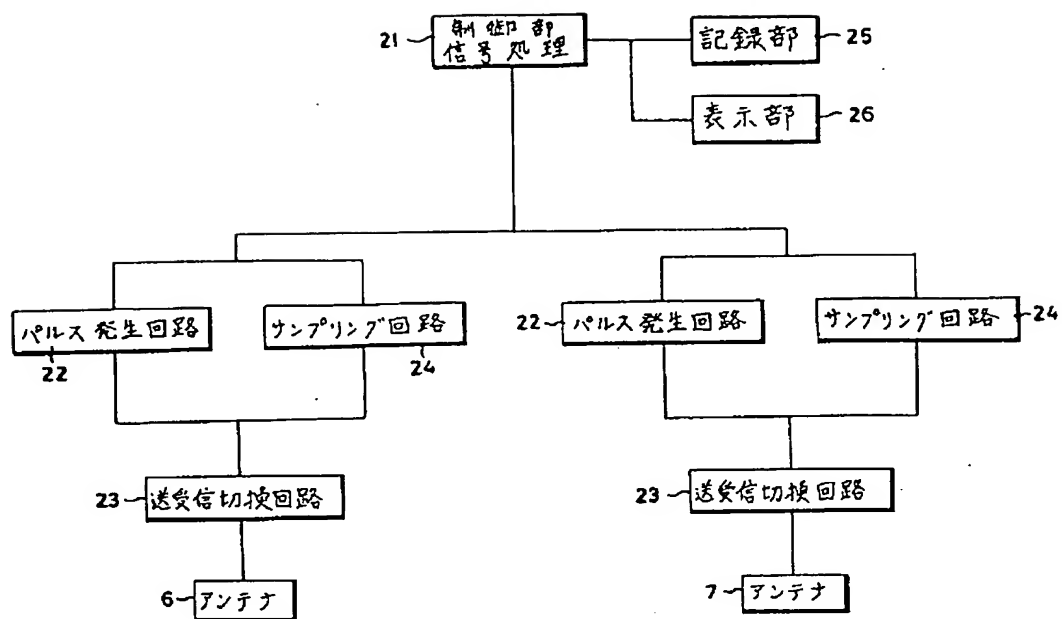 21
制御部
信号処理
記録部
25
表示部
26
パルス発生回路
22
サンプリング回路
24
22
パルス発生回路
サンプリング回路
24
23
送受信切換回路
23
送受信切換回路
6
アンテナ
7
アンテナ